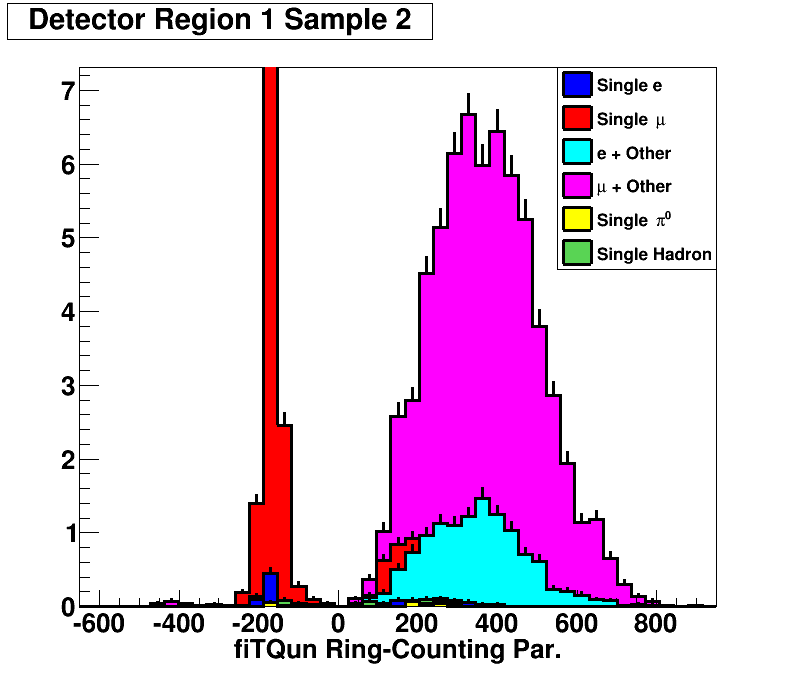 Detector Region 1 Sample 2
7
6
5
4
3
2
1
0
Single e
Single μ
e + Other
μ + Other
Single π⁰
Single Hadron
-600 -400 -200 0 200 400 600 800
fiTQun Ring-Counting Par.